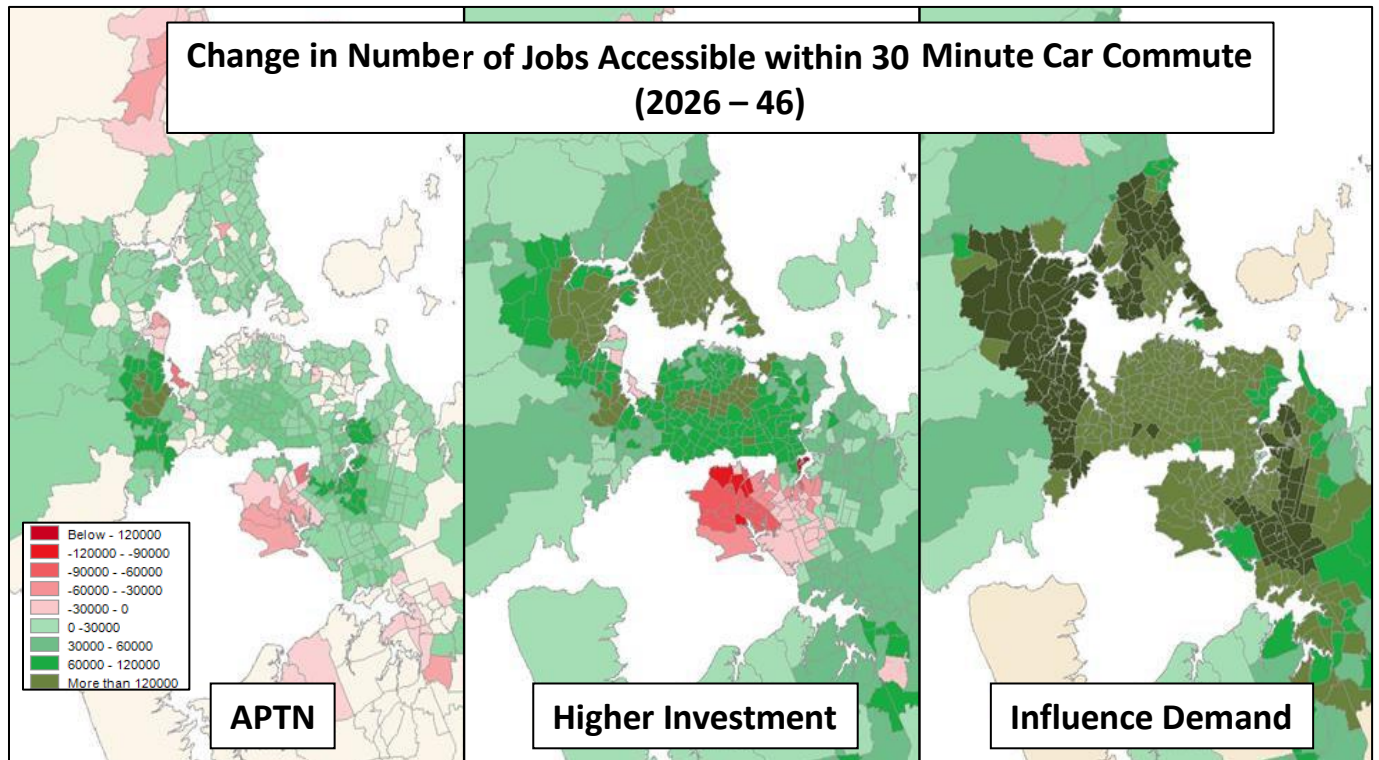 Change in Number of Jobs Accessible within 30 Minute Car Commute
(2026 – 46)
Below - 120000
-120000 - -90000
-90000 - -60000
-60000 - -30000
-30000 - 0
0 -30000
30000 - 60000
60000 - 120000
More than 120000
APTN
Higher Investment
Influence Demand